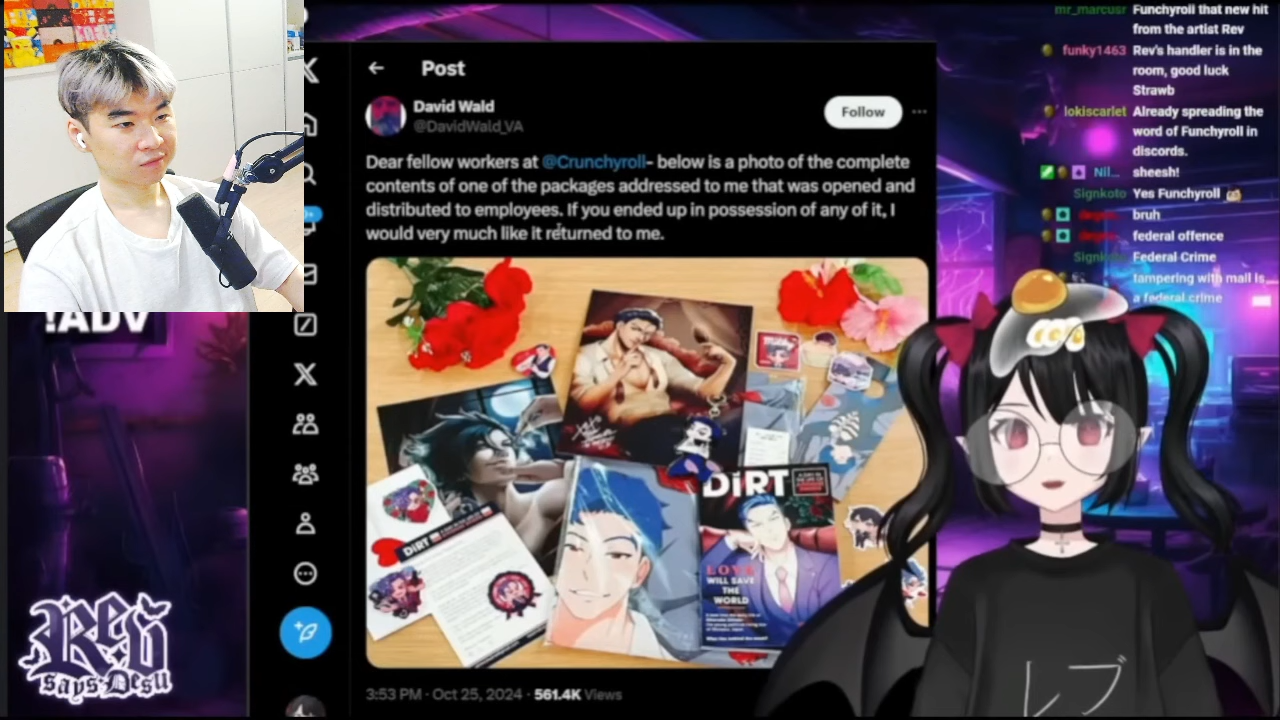 Post
David Wald
@DavidWald_VA
Follow
Dear fellow workers at @Crunchyroll- below is a photo of the complete
contents of one of the packages addressed to me that was opened and
distributed to employees. If you ended up in possession of any of it, I
would very much like it returned to me.
DiRT
DiRT
LOVE
WILL SAVE
THE
WORLD
3:53 PM · Oct 25, 2024 · 561.4K Views
!ADV
Rev
says Desu
mr_marcusr Funchyroll that new hit
from the artist Rev
funky1463 Rev's handler is in the
room, good luck
Strawb
lokiscarlet Already spreading the
word of Funchyroll in
discords.
Nil... sheesh!
Signkoto Yes Funchyroll
bruh
federal offence
Federal Crime
tampering with mail is
a federal crime
レブ